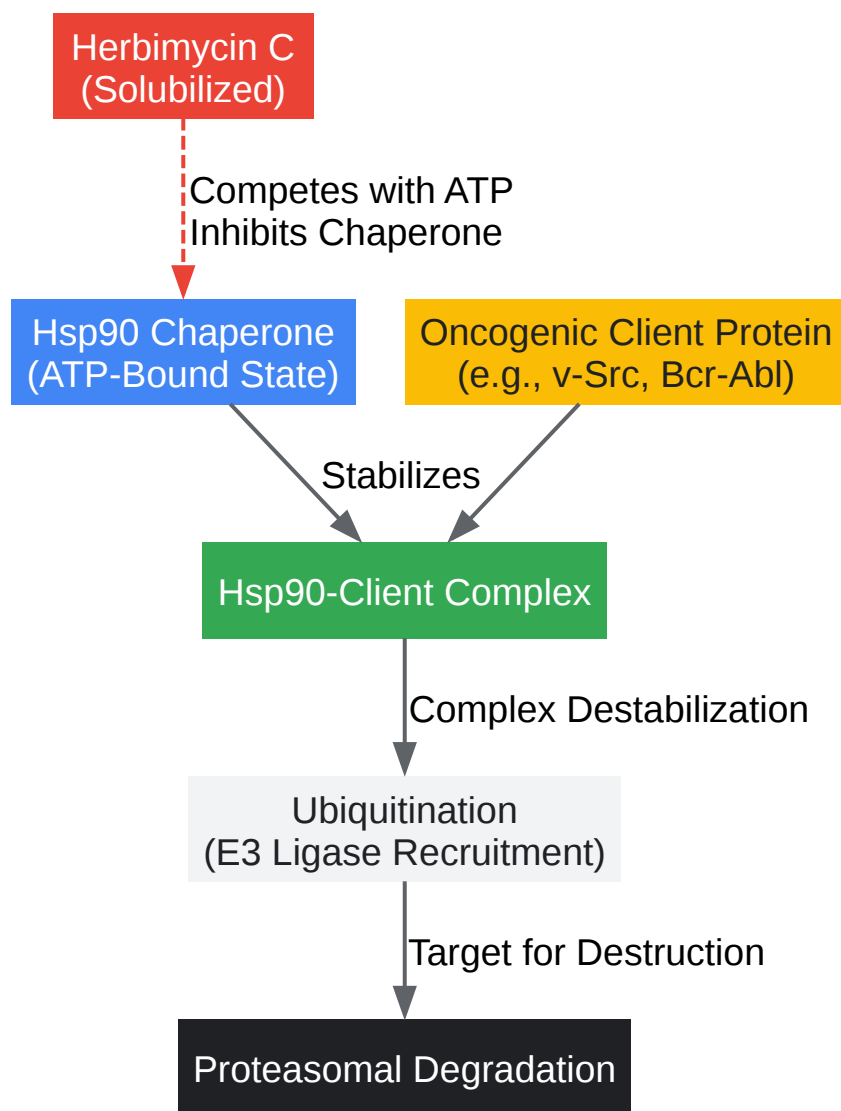 Herbimycin C
(Solubilized)
Competes with ATP
Inhibits Chaperone
Hsp90 Chaperone
(ATP-Bound State)
Oncogenic Client Protein
(e.g., v-Src, Bcr-Abl)
Stabilizes
Hsp90-Client Complex
Complex Destabilization
Ubiquitination
(E3 Ligase Recruitment)
Target for Destruction
Proteasomal Degradation